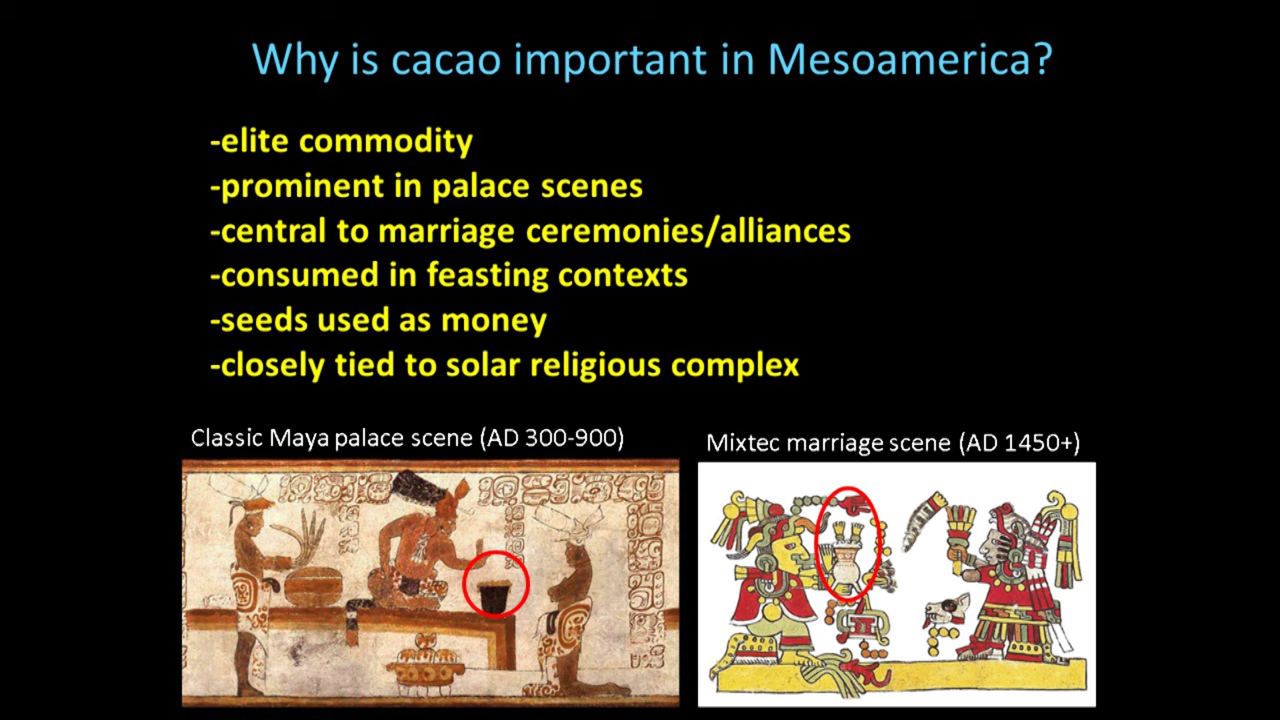 Why is cacao important in Mesoamerica?
-elite commodity
-prominent in palace scenes
-central to marriage ceremonies/alliances
-consumed in feasting contexts
-seeds used as money
-closely tied to solar religious complex
Classic Maya palace scene (AD 300-900)
Mixtec marriage scene (AD 1450+)